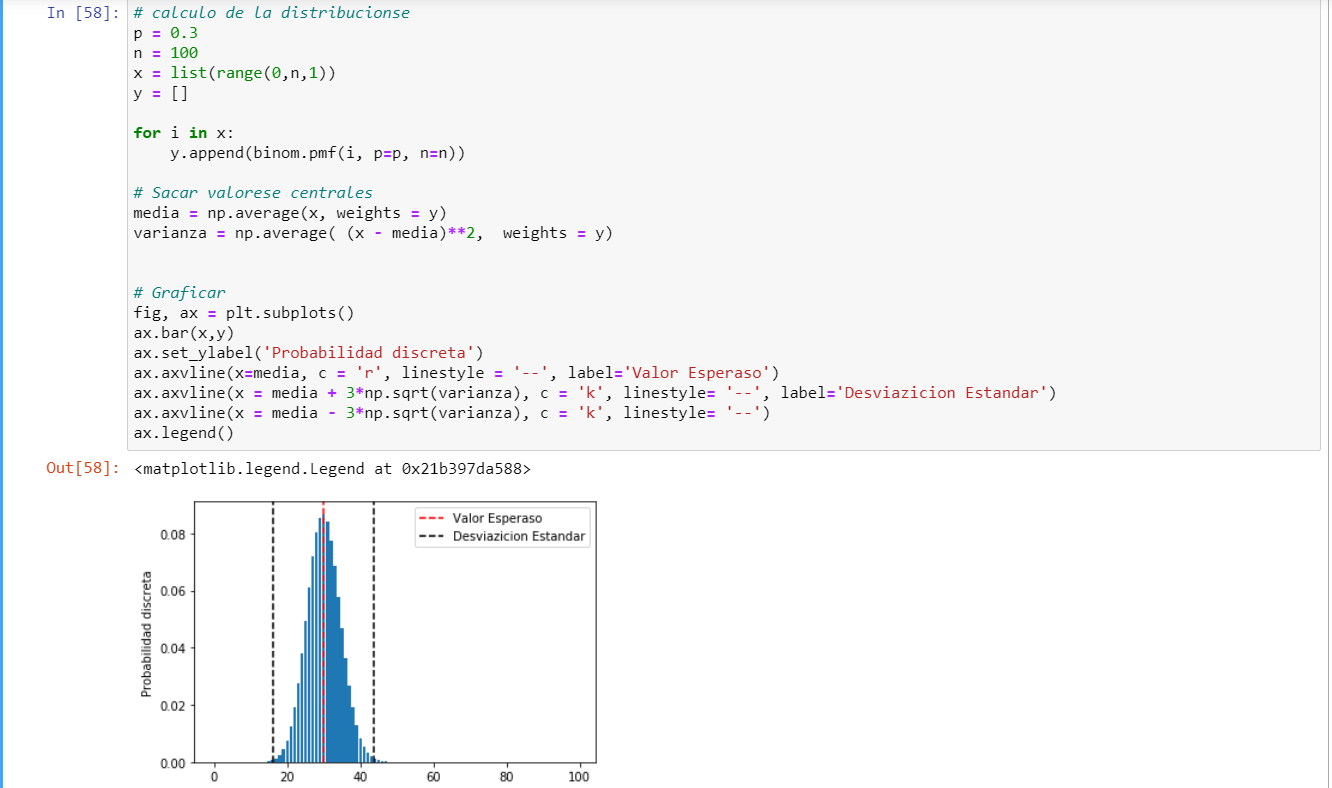 In [58]: # calculo de la distribucionse
p = 0.3
n = 100
x = list(range(0,n,1))
y = []
for i in x:
    y.append(binom.pmf(i, p=p, n=n))
# Sacar valorese centrales
media = np.average(x, weights = y)
varianza = np.average( (x - media)**2,  weights = y)
# Graficar
fig, ax = plt.subplots()
ax.bar(x,y)
ax.set_ylabel('Probabilidad discreta')
ax.axvline(x=media, c = 'r', linestyle = '--', label='Valor Esperaso')
ax.axvline(x = media + 3*np.sqrt(varianza), c = 'k', linestyle= '--', label='Desviazicion Estandar')
ax.axvline(x = media - 3*np.sqrt(varianza), c = 'k', linestyle= '--')
ax.legend()
Out[58]: <matplotlib.legend.Legend at 0x21b397da588>
Valor Esperaso
Desviazicion Estandar
Probabilidad discreta
0.08
0.06
0.04
0.02
0.00
0 20 40 60 80 100